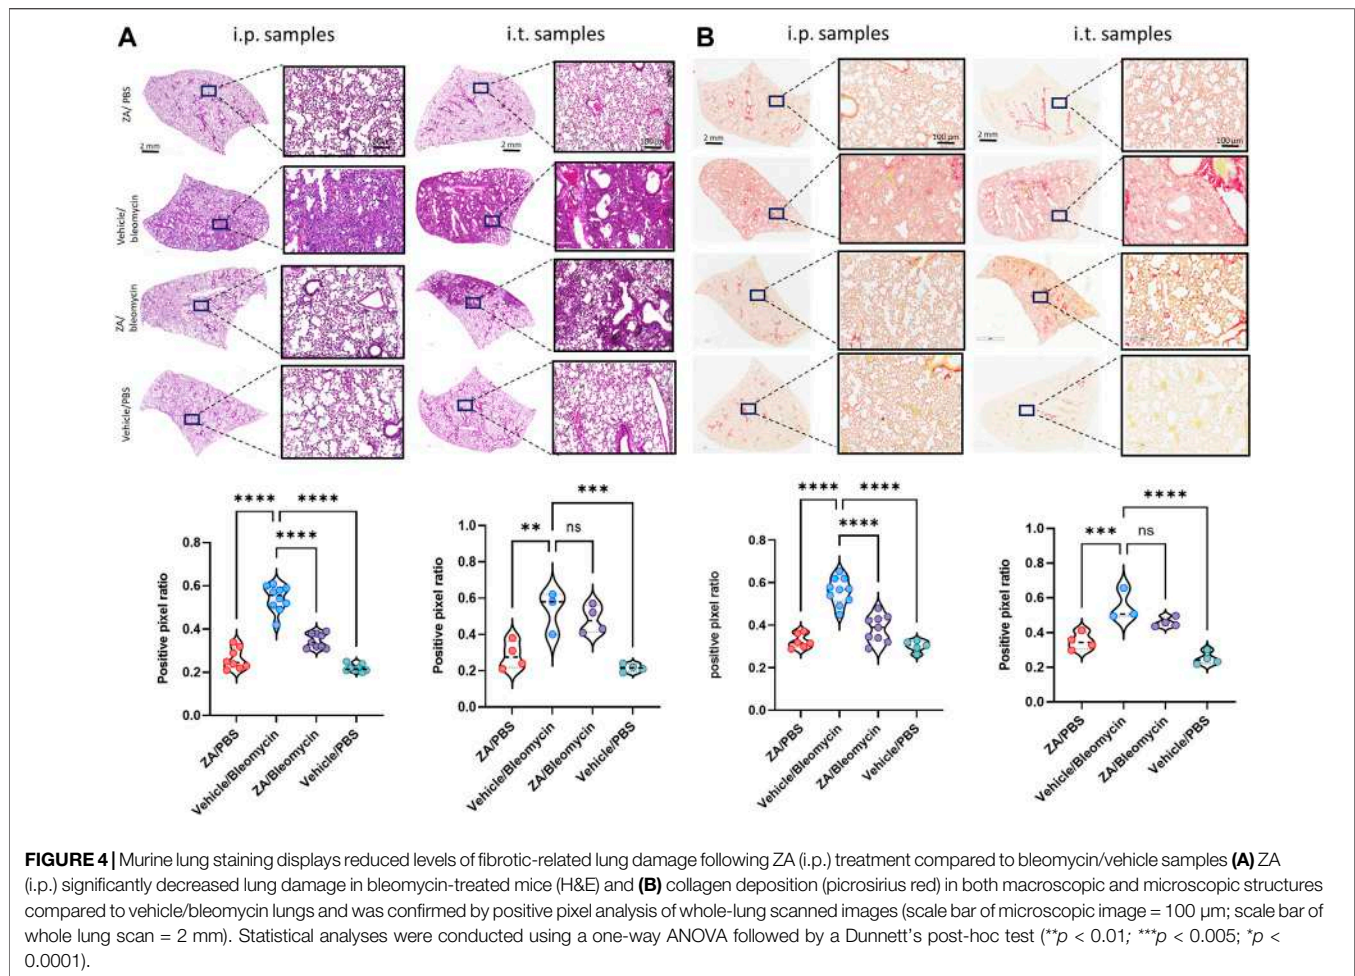 A
i.p. samples
i.t. samples
B
i.p. samples
i.t. samples
ZA/ PBS
2 mm
2 mm
2 mm
100 µm
2 mm
100 µm
Vehicle/
bleomycin
ZA/
bleomycin
Vehicle/PBS
**** ****
****
Positive pixel ratio
0.8
0.6
0.4
0.2
0.0
ZA/PBS
Vehicle/Bleomycin
ZA/Bleomycin
Vehicle/PBS
***
** ns
Positive pixel ratio
1.0
0.8
0.6
0.4
0.2
0.0
ZA/PBS
Vehicle/Bleomycin
ZA/Bleomycin
Vehicle/PBS
**** ****
****
positive pixel ratio
0.8
0.6
0.4
0.2
0.0
ZA/PBS
Vehicle/Bleomycin
ZA/Bleomycin
Vehicle/PBS
****
*** ns
Positive pixel ratio
1.0
0.8
0.6
0.4
0.2
0.0
ZA/PBS
Vehicle/Bleomycin
ZA/Bleomycin
Vehicle/PBS
FIGURE 4 | Murine lung staining displays reduced levels of fibrotic-related lung damage following ZA (i.p.) treatment compared to bleomycin/vehicle samples (A) ZA
(i.p.) significantly decreased lung damage in bleomycin-treated mice (H&E) and (B) collagen deposition (picrosirius red) in both macroscopic and microscopic structures
compared to vehicle/bleomycin lungs and was confirmed by positive pixel analysis of whole-lung scanned images (scale bar of microscopic image = 100 µm; scale bar of
whole lung scan = 2 mm). Statistical analyses were conducted using a one-way ANOVA followed by a Dunnett's post-hoc test (**p < 0.01; ***p < 0.005; *p <
0.0001).